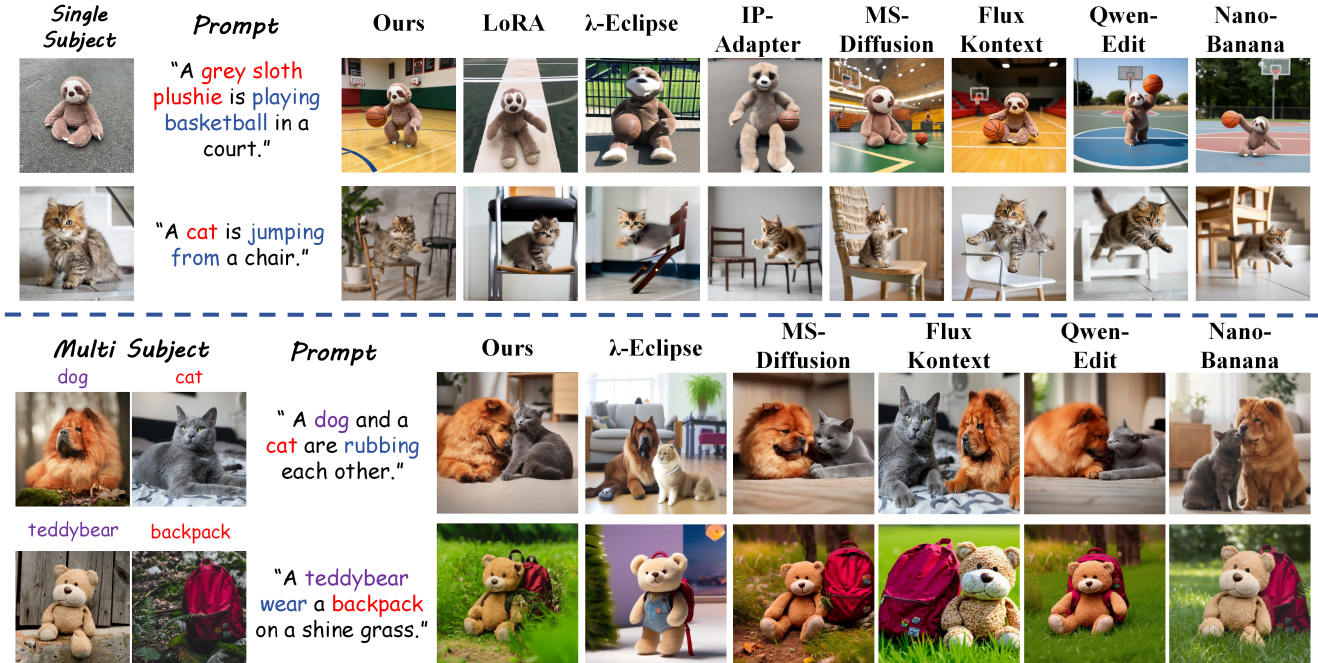 Single
Subject
Prompt
Ours
LoRA
λ-Eclipse
IP-
Adapter
MS-
Diffusion
Flux
Kontext
Qwen-
Edit
Nano-
Banana
“A grey sloth
plushie is playing
basketball in a
court.”
“A cat is jumping
from a chair.”
Multi Subject
dog
cat
Prompt
Ours
λ-Eclipse
MS-
Diffusion
Flux
Kontext
Qwen-
Edit
Nano-
Banana
“ A dog and a
cat are rubbing
each other.”
teddybear
backpack
“A teddybear
wear a backpack
on a shine grass.”